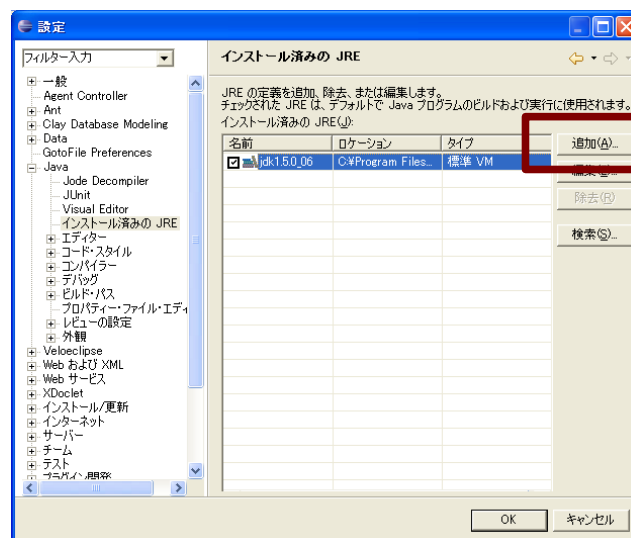 設定
フィルター入力
インストール済みの JRE
一般
Agent Controller
Ant
Clay Database Modeling
Data
GotoFile Preferences
Java
Jode Decompiler
JUnit
Visual Editor
インストール済みの JRE
エディター
コード・スタイル
コンパイラー
デバッグ
ビルド・パス
プロパティー・ファイル・エディ
レビューの設定
外観
Veloeclipse
Web および XML
Web サービス
XDoclet
インストール/更新
インターネット
サーバー
チーム
テスト
プラグイン開発
JRE の定義を追加、除去、または編集します。
チェックされた JRE は、デフォルトで Java プログラムのビルドおよび実行に使用されます。
インストール済みの JRE(J):
名前 ロケーション タイプ
jdk1.5.0_06 C:¥Program Files... 標準 VM
追加(A)...
除去(R)
検索(S)...
OK キャンセル